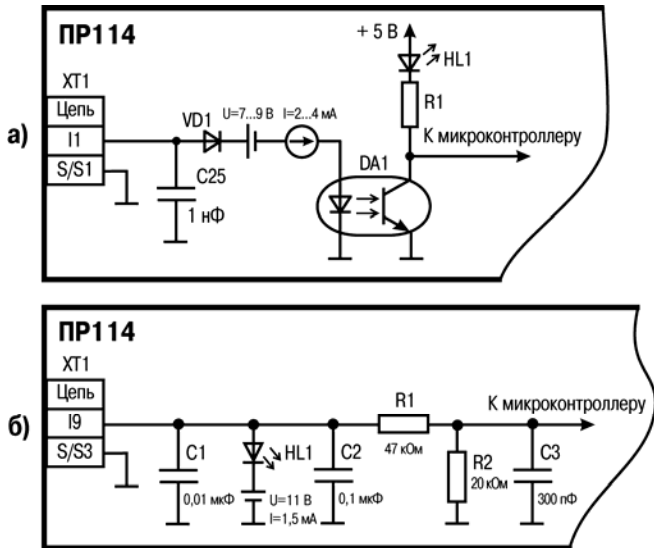 ПР114
XT1
Цепь
I1
S/S1
а)
VD1
U=7...9 В
I=2...4 мА
C25
1 нФ
+ 5 В
HL1
R1
К микроконтроллеру
DA1
ПР114
XT1
Цепь
I9
S/S3
б)
C1
0,01 мкФ
HL1
U=11 В
I=1,5 мА
C2
0,1 мкФ
R1
47 кОм
К микроконтроллеру
R2
20 кОм
C3
300 пФ